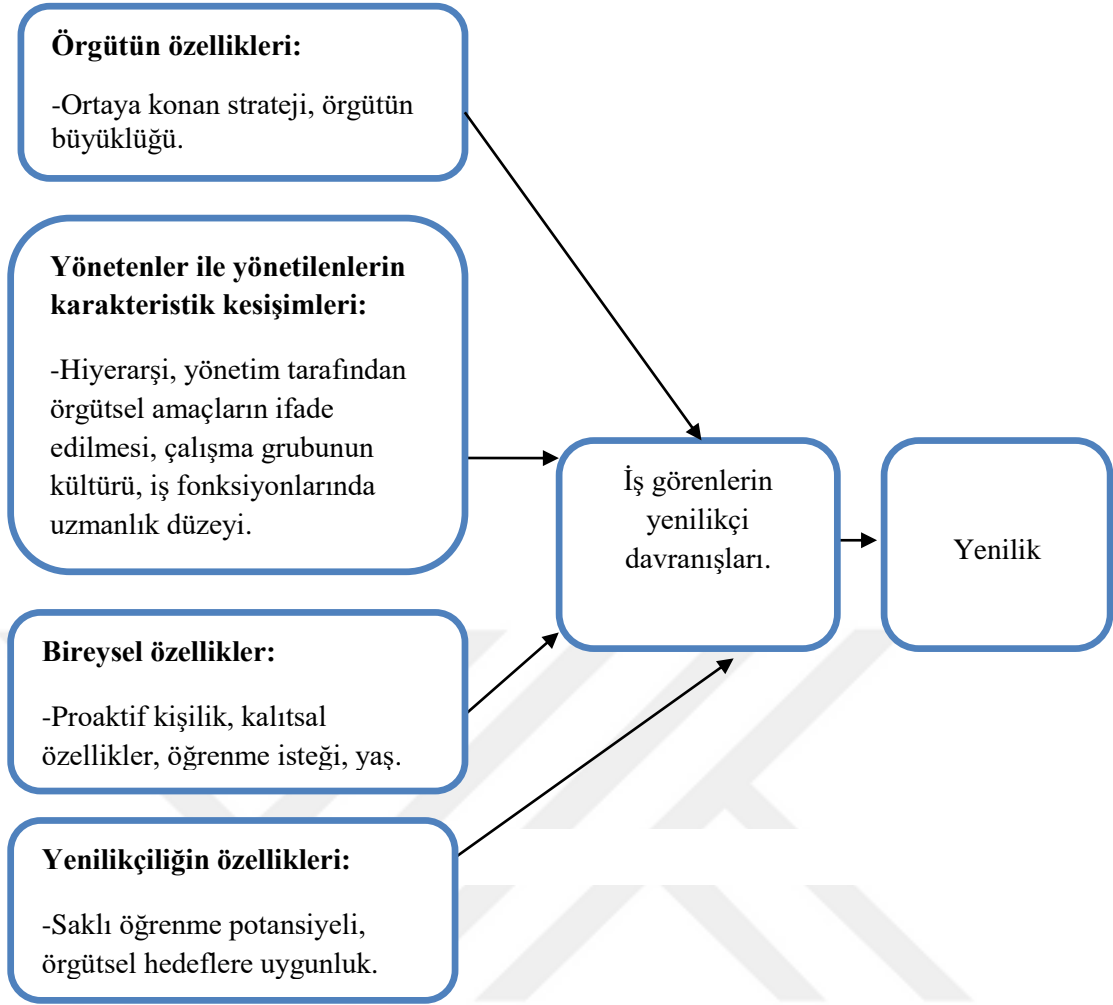 Örgütün özellikleri:
-Ortaya konan strateji, örgütün
büyüklüğü.
Yönetenler ile yönetilenlerin
karakteristik kesişimleri:
-Hiyerarşi, yönetim tarafından
örgütsel amaçların ifade
edilmesi, çalışma grubunun
kültürü, iş fonksiyonlarında
uzmanlık düzeyi.
İş görenlerin
yenilikçi
davranışları.
Yenilik
Bireysel özellikler:
-Proaktif kişilik, kalıtsal
özellikler, öğrenme isteği, yaş.
Yenilikçiliğin özellikleri:
-Saklı öğrenme potansiyeli,
örgütsel hedeflere uygunluk.